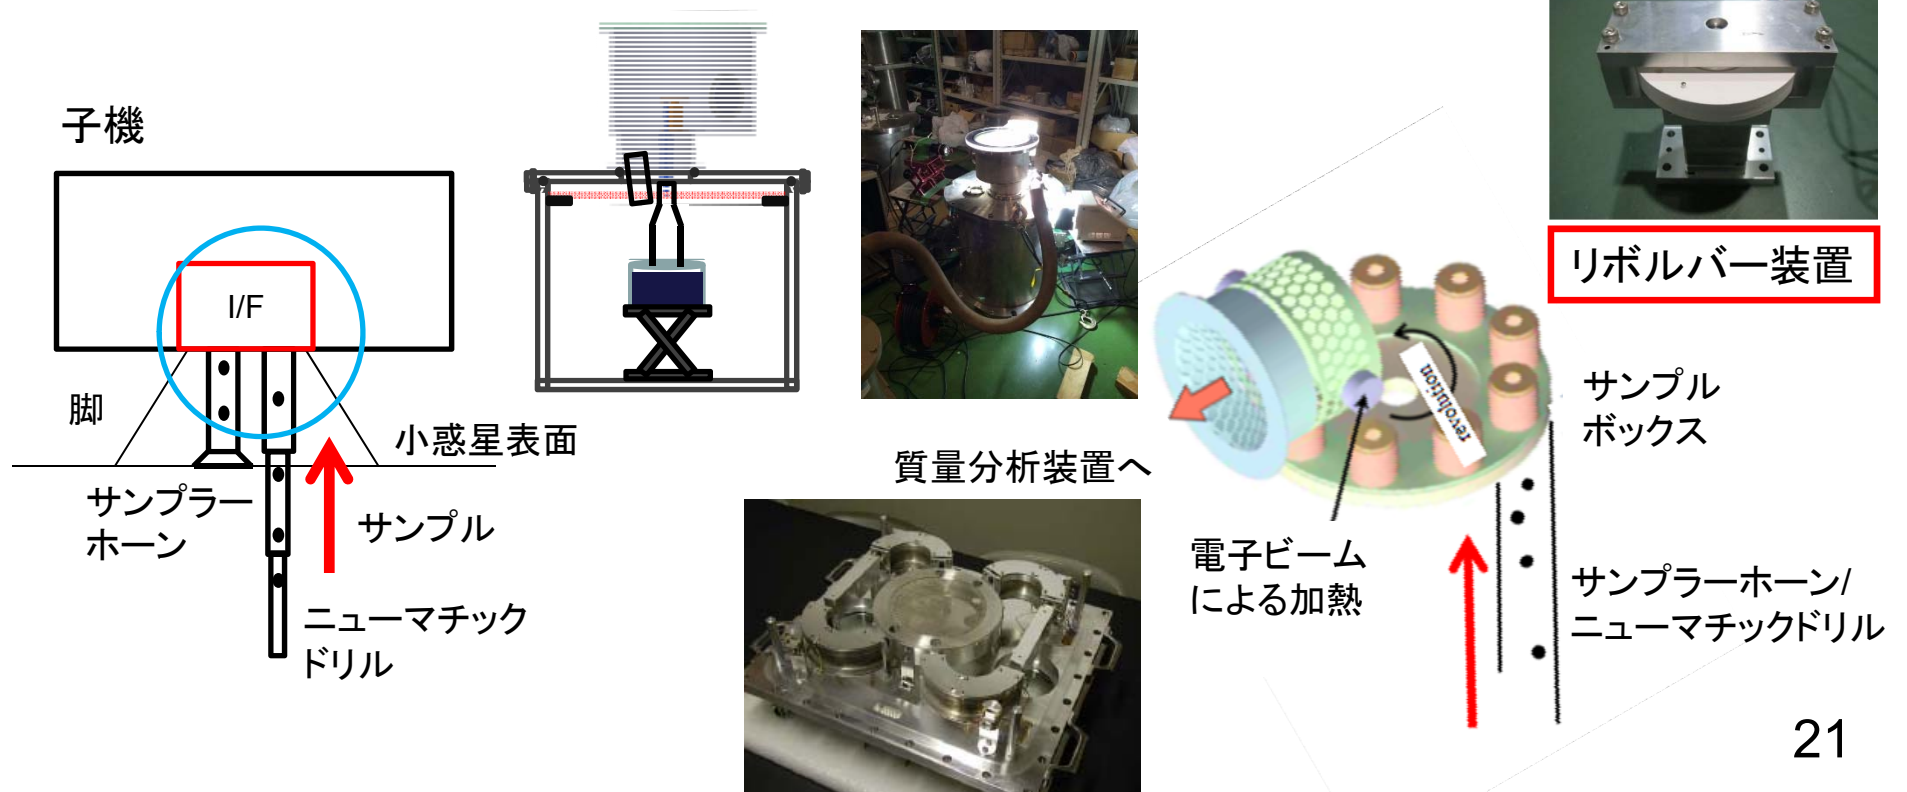 子機
I/F
脚
小惑星表面
サンプラー
ホーン
サンプル
ニューマチック
ドリル
質量分析装置へ
リボルバー装置
revolution
サンプル
ボックス
電子ビーム
による加熱
サンプラーホーン/
ニューマチックドリル
21